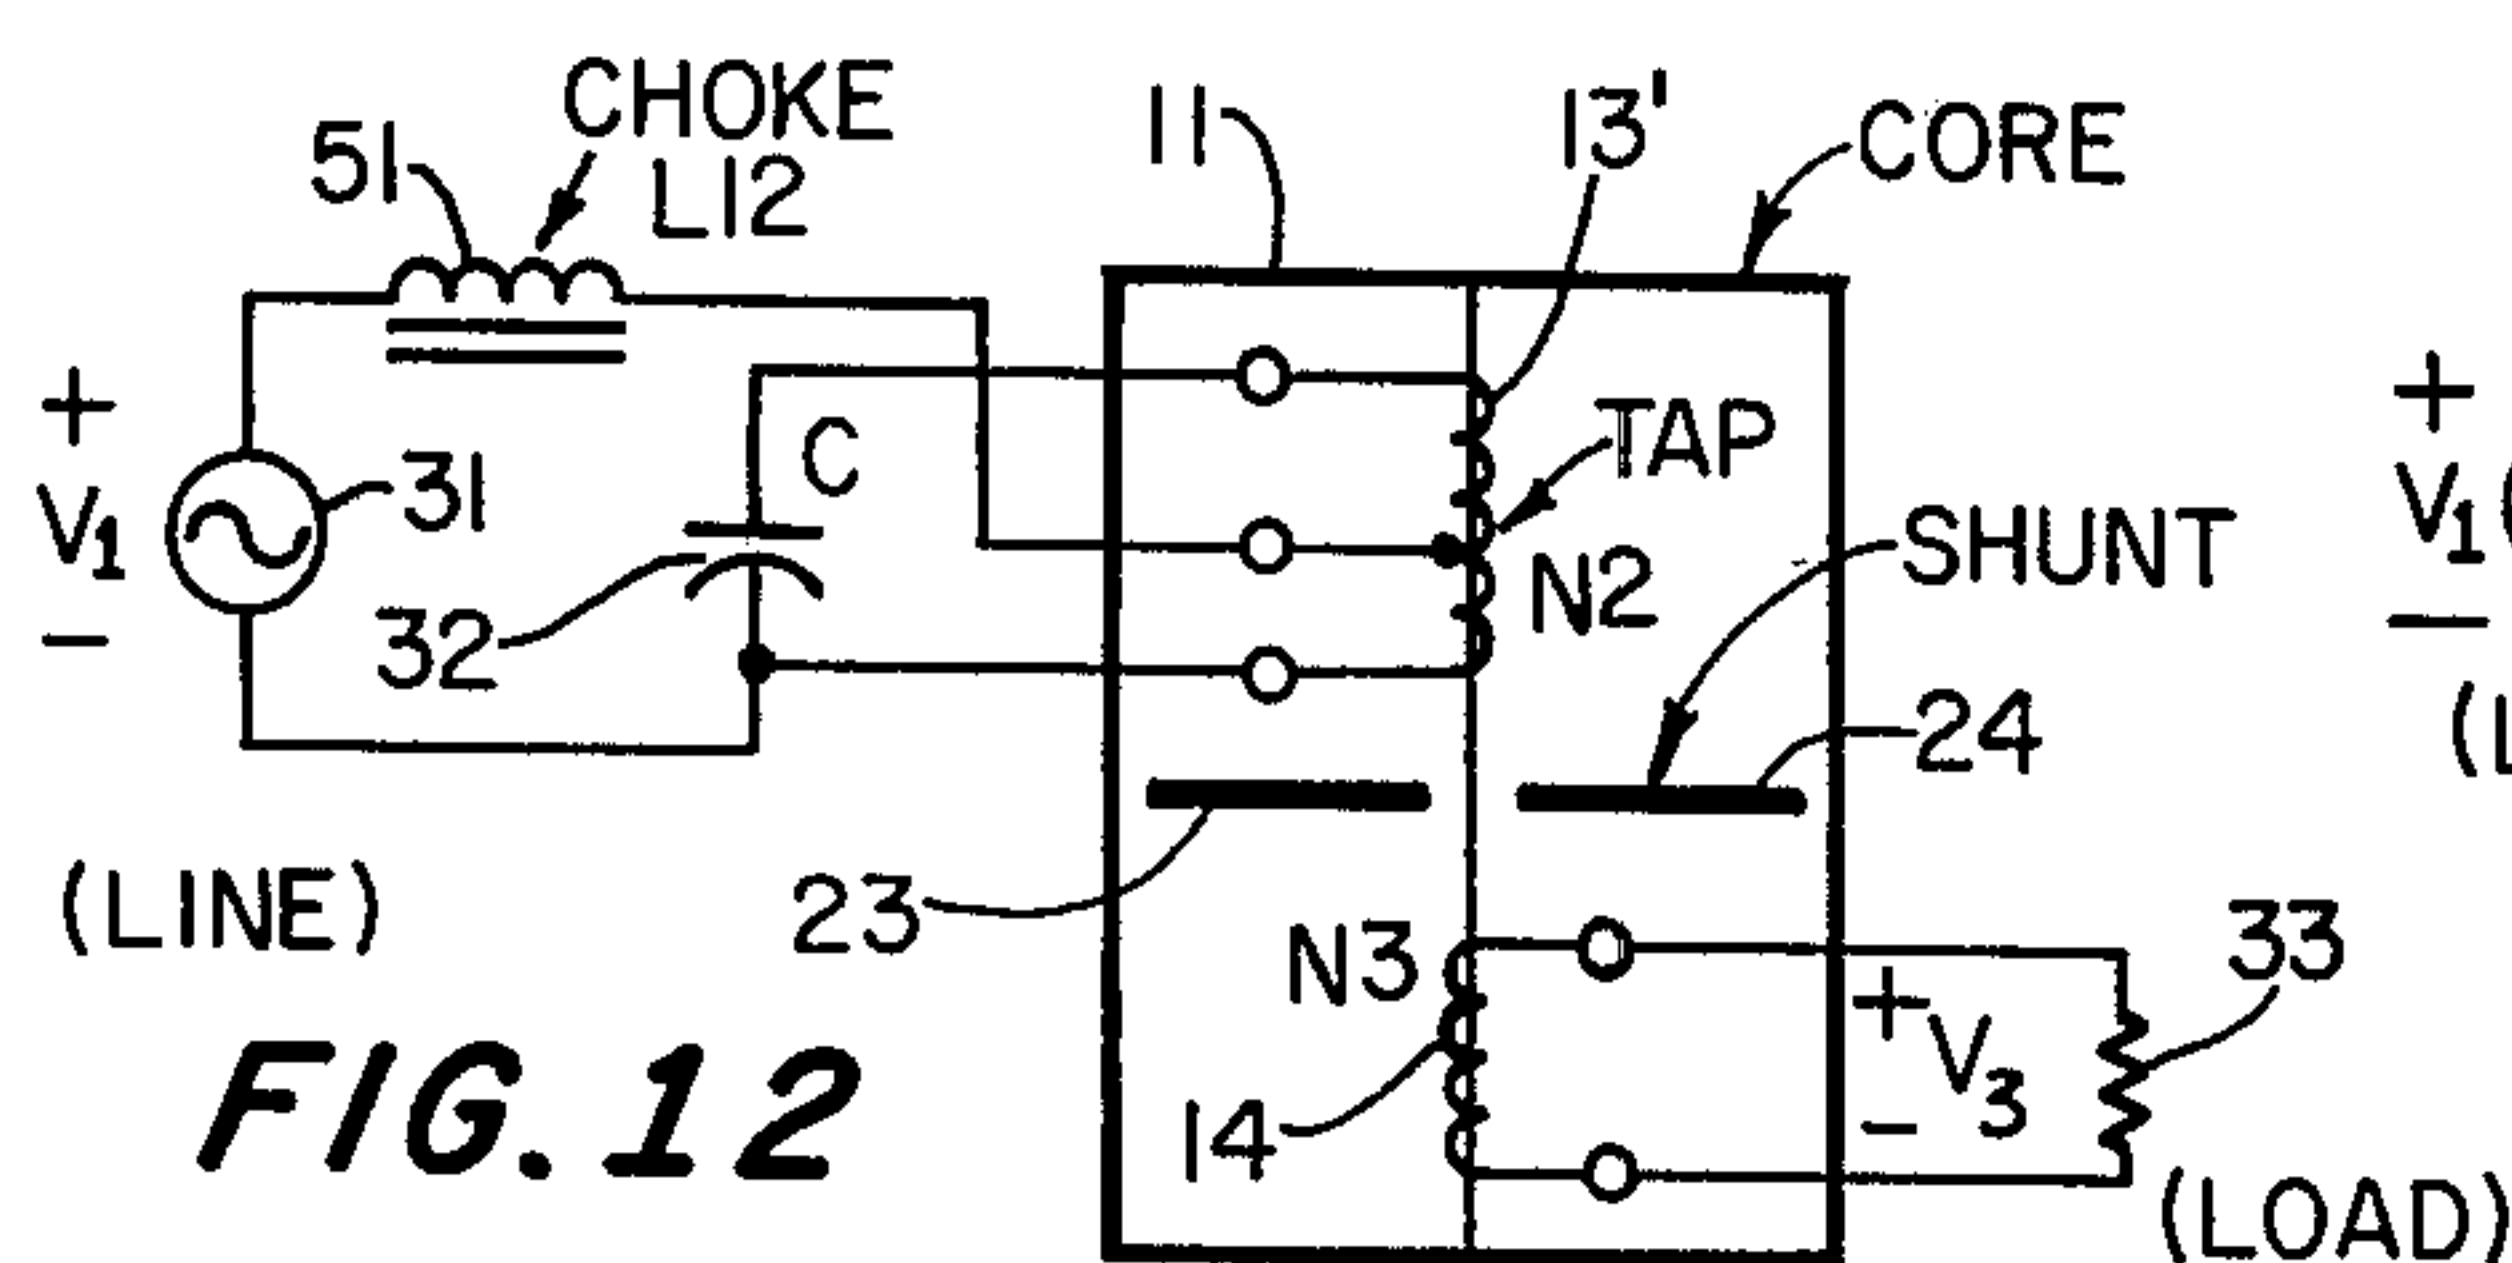 CHOKE
L12
51
11
13'
CORE
+
V1
-
31
C
32
TAP
N2
SHUNT
24
23
(LINE)
N3
14
+
V3
-
33
(LOAD)
FIG. 12
+
V1(
-
(L